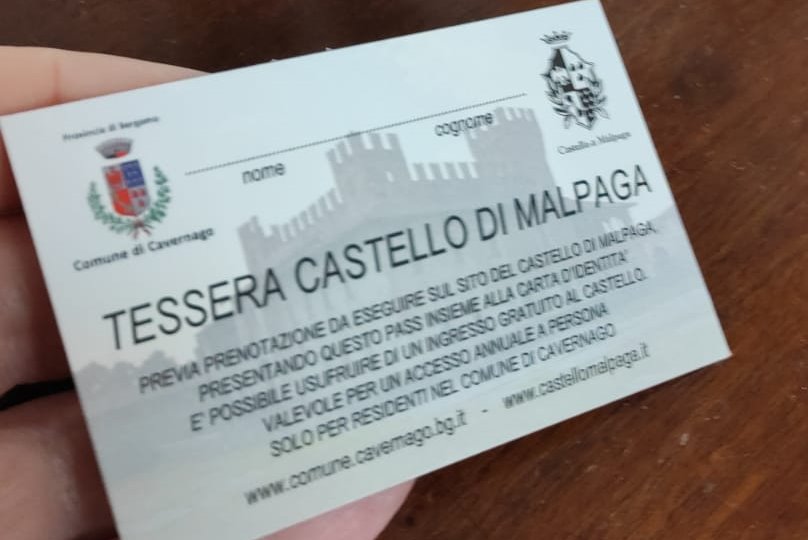 Provincia di Bergamo
Comune di Cavernago
nome
cognome
Castello di Malpaga
TESSERA CASTELLO DI MALPAGA
PREVIA PRENOTAZIONE DA ESEGUIRE SUL SITO DEL CASTELLO DI MALPAGA,
PRESENTANDO QUESTO PASS INSIEME ALLA CARTA D'IDENTITA'
E' POSSIBILE USUFRUIRE DI UN INGRESSO GRATUITO AL CASTELLO.
VALEVOLE PER UN ACCESSO ANNUALE A PERSONA
SOLO PER RESIDENTI NEL COMUNE DI CAVERNAGO
www.comune.cavernago.bg.it - www.castellomalpaga.it